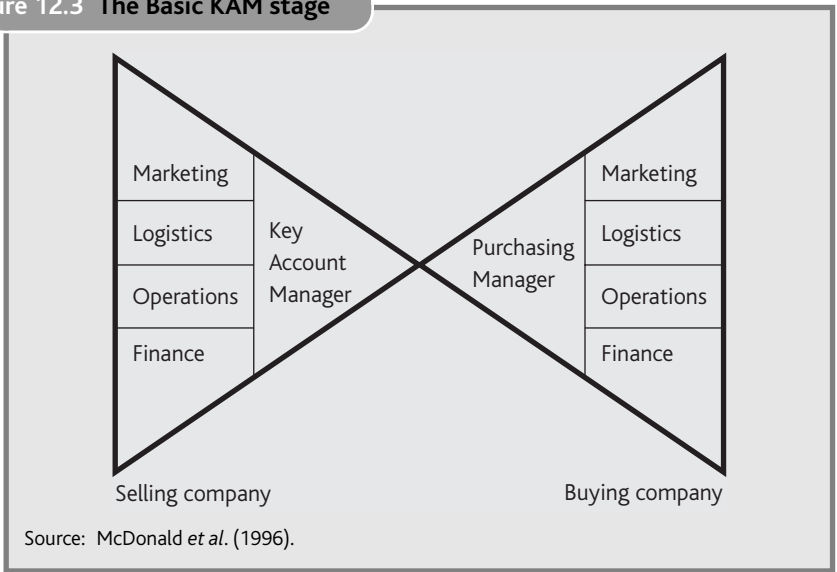 12.3 The Basic KAM stage
Marketing
Logistics
Operations
Finance
Key
Account
Manager
Purchasing
Manager
Marketing
Logistics
Operations
Finance
Selling company
Buying company
Source: McDonald et al. (1996).